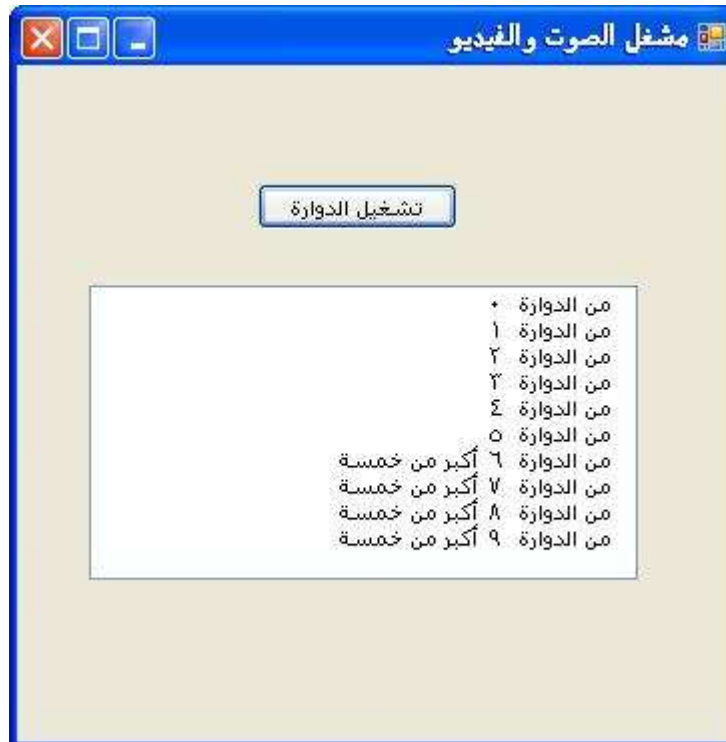 مشغل الصوت والفيديو
تشغيل الدوارة
من الدوارة ٠
من الدوارة ١
من الدوارة ٢
من الدوارة ٣
من الدوارة ٤
من الدوارة ٥
من الدوارة ٦ أكبر من خمسة
من الدوارة ٧ أكبر من خمسة
من الدوارة ٨ أكبر من خمسة
من الدوارة ٩ أكبر من خمسة